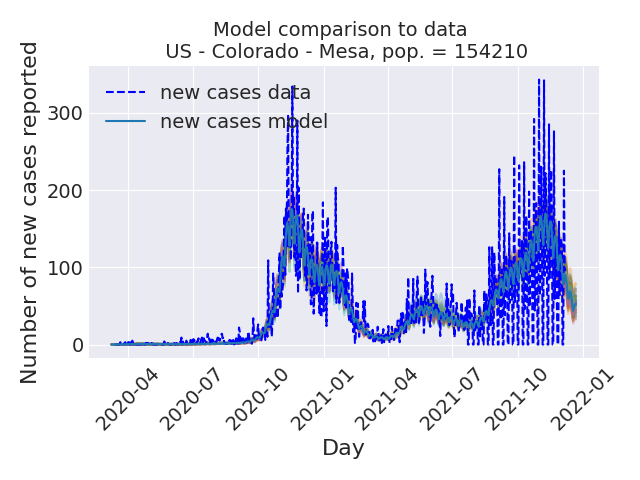 Model comparison to data
US - Colorado - Mesa, pop. = 154210
new cases data
new cases model
Number of new cases reported
300
200
100
0
2020-04
2020-07
2020-10
2021-01
2021-04
2021-07
2021-10
2022-01
Day